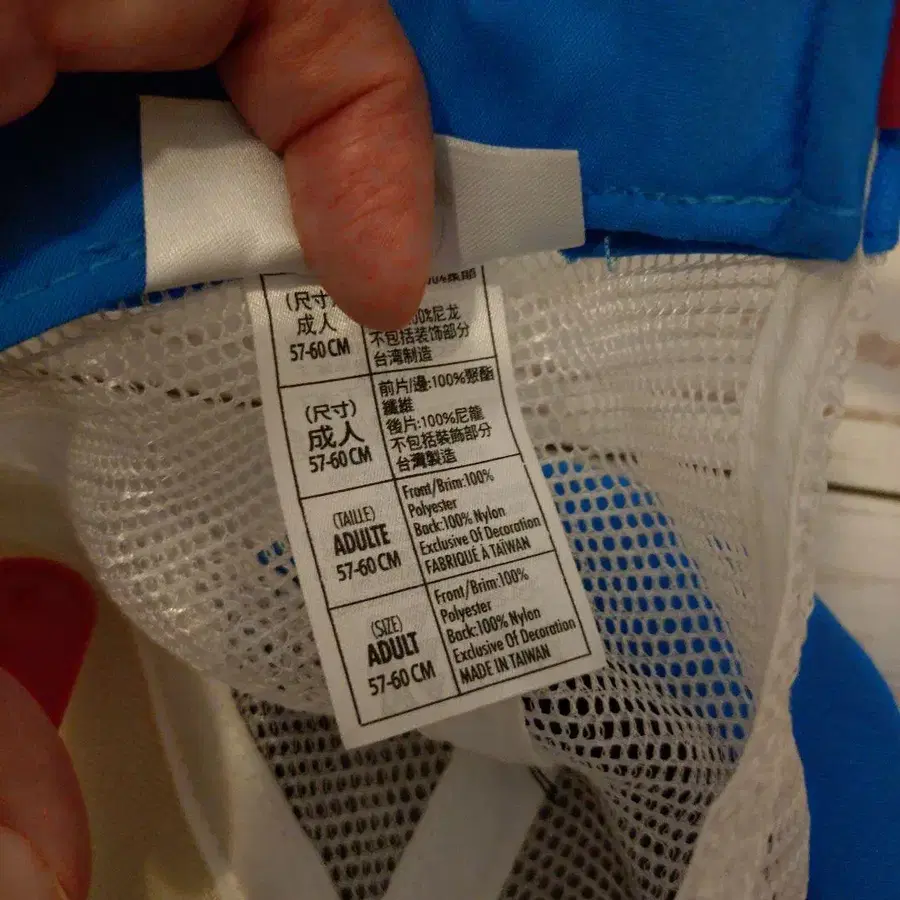 (尺寸
成人
57-60 CM
00%尼龙
不包括装饰部分
台湾制造
(尺寸)
成人
57-60 CM
前片/邊:100%聚酯
纖維
後片:100%尼龍
不包括裝飾部分
台灣製造
(TAILLE)
ADULTE
57-60 CM
Front/Brim:100%
Polyester
Back:100% Nylon
Exclusive Of Decoration
FABRIQUÉ À TAÏWAN
(SIZE)
ADULT
57-60 CM
Front/Brim:100%
Polyester
Back:100% Nylon
Exclusive Of Decoration
MADE IN TAIWAN